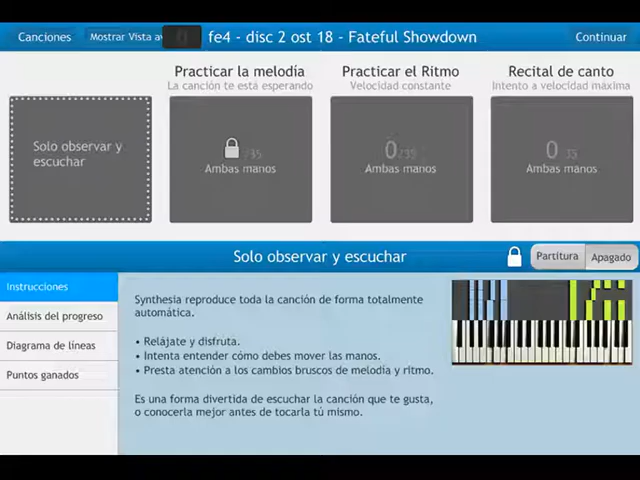 Canciones
Mostrar Vista av
fe4 - disc 2 ost 18 - Fateful Showdown
Continuar
Practicar la melodía
La canción te está esperando
Practicar el Ritmo
Velocidad constante
Recital de canto
Intento a velocidad máxima
Solo observar y
escuchar
/35
Ambas manos
0/35
Ambas manos
0 35
Ambas manos
Solo observar y escuchar
Partitura
Apagado
Instrucciones
Análisis del progreso
Diagrama de líneas
Puntos ganados
Synthesia reproduce toda la canción de forma totalmente
automática.
• Relájate y disfruta.
• Intenta entender cómo debes mover las manos.
• Presta atención a los cambios bruscos de melodía y ritmo.
Es una forma divertida de escuchar la canción que te gusta,
o conocerla mejor antes de tocarla tú mismo.